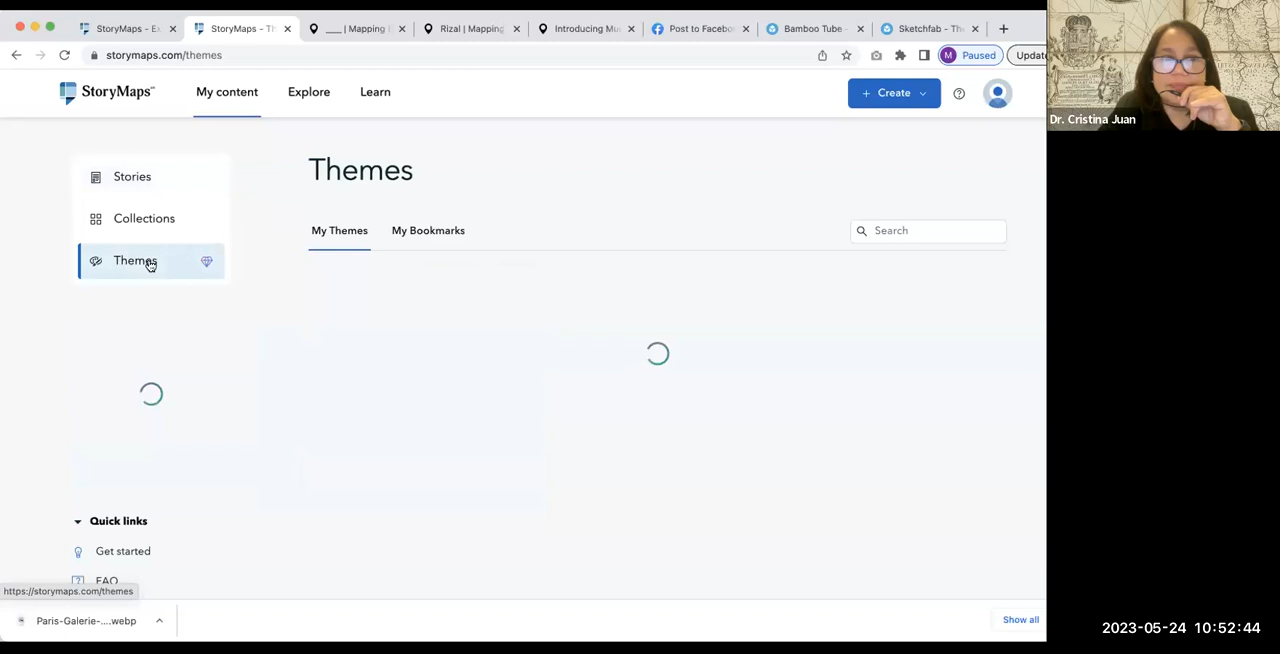 StoryMaps - Ex
StoryMaps - Th
___ | Mapping
Rizal | Mapping
Introducing Mu
Post to Facebo
Bamboo Tube -
Sketchfab - Th
storymaps.com/themes
M Paused
Update
StoryMaps
My content
Explore
Learn
+ Create
Dr. Cristina Juan
Stories
Collections
Themes
Themes
My Themes
My Bookmarks
Search
Quick links
Get started
FAQ
https://storymaps.com/themes
Paris-Galerie-....webp
Show all
2023-05-24 10:52:44